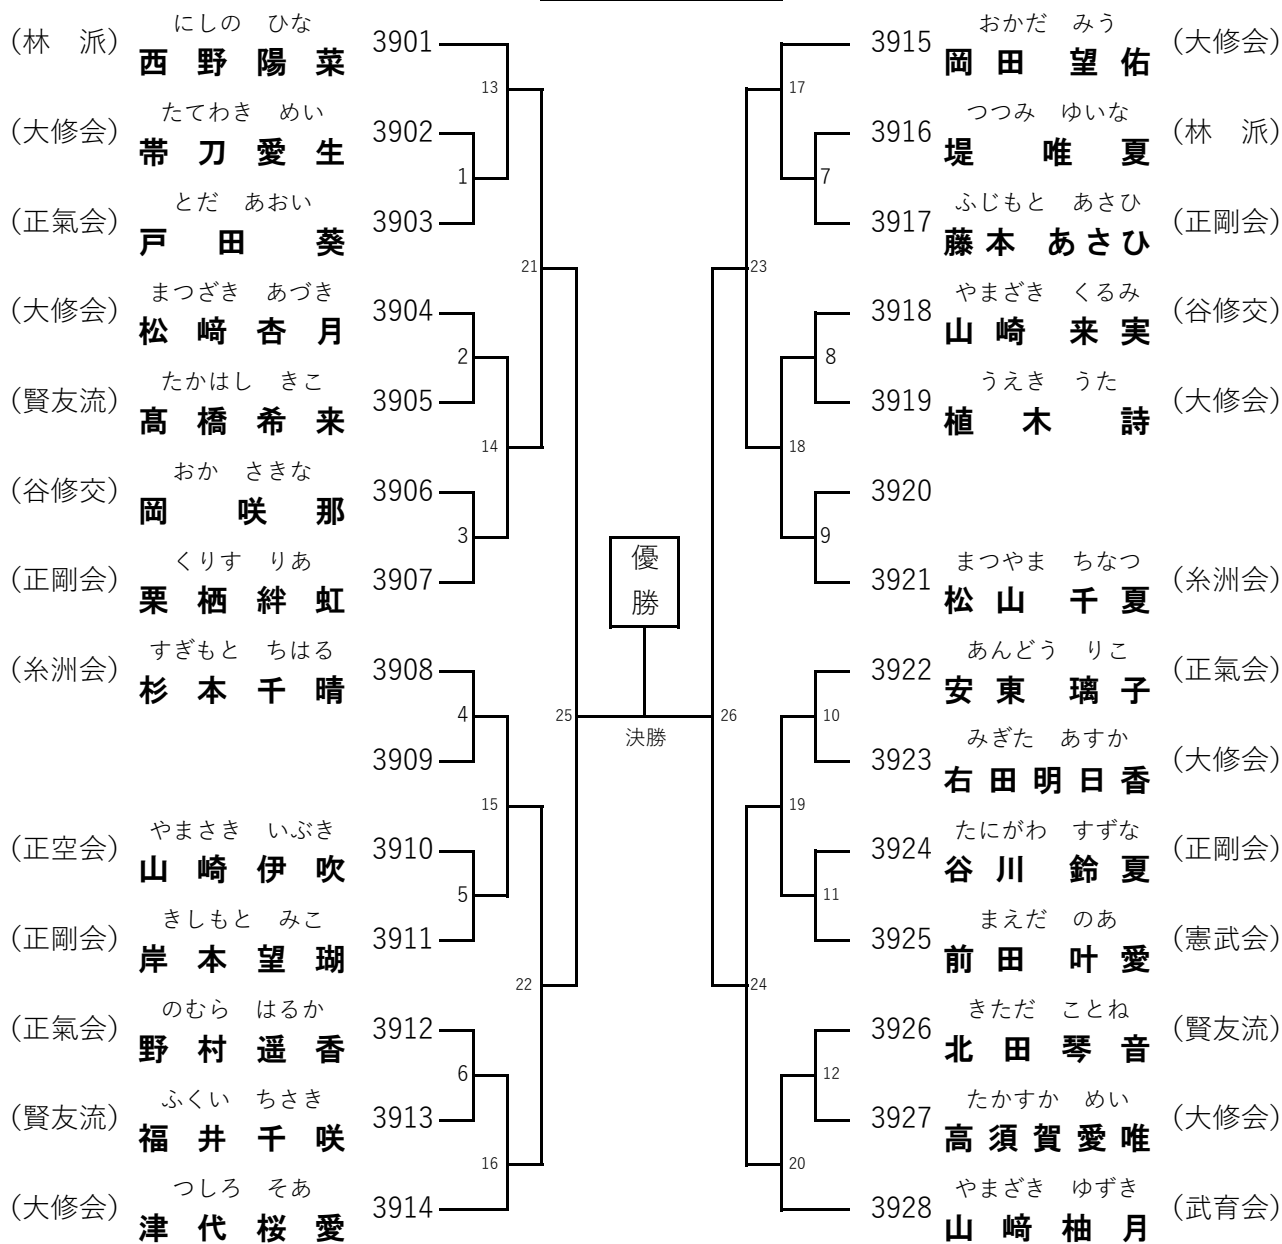 にしの ひな
(林 派) 西野陽菜 3901
たてわき めい
(大修会) 帯刀愛生 3902
とだ あおい
(正氣会) 戸田 葵 3903
まつざき あづき
(大修会) 松﨑杏月 3904
たかはし きこ
(賢友流) 髙橋希来 3905
おか さきな
(谷修交) 岡 咲那 3906
くりす りあ
(正剛会) 栗栖絆虹 3907
すぎもと ちはる
(糸洲会) 杉本千晴 3908
3909
やまさき いぶき
(正空会) 山崎伊吹 3910
きしもと みこ
(正剛会) 岸本望瑚 3911
のむら はるか
(正氣会) 野村遥香 3912
ふくい ちさき
(賢友流) 福井千咲 3913
つしろ そあ
(大修会) 津代桜愛 3914
13
1
21
2
14
3
4
25
15
5
22
6
16
優
勝
決勝
17
7
23
8
18
9
26
10
19
11
24
12
20
おかだ みう
3915 岡田 望佑 (大修会)
つつみ ゆいな
3916 堤 唯夏 (林 派)
ふじもと あさひ
3917 藤本 あさひ (正剛会)
やまざき くるみ
3918 山崎 来実 (谷修交)
うえき うた
3919 植木 詩 (大修会)
3920
まつやま ちなつ
3921 松山 千夏 (糸洲会)
あんどう りこ
3922 安東 璃子 (正氣会)
みぎた あすか
3923 右田明日香 (大修会)
たにがわ すずな
3924 谷川 鈴夏 (正剛会)
まえだ のあ
3925 前田 叶愛 (憲武会)
きただ ことね
3926 北田琴音 (賢友流)
たかすか めい
3927 高須賀愛唯 (大修会)
やまざき ゆずき
3928 山﨑柚月 (武育会)